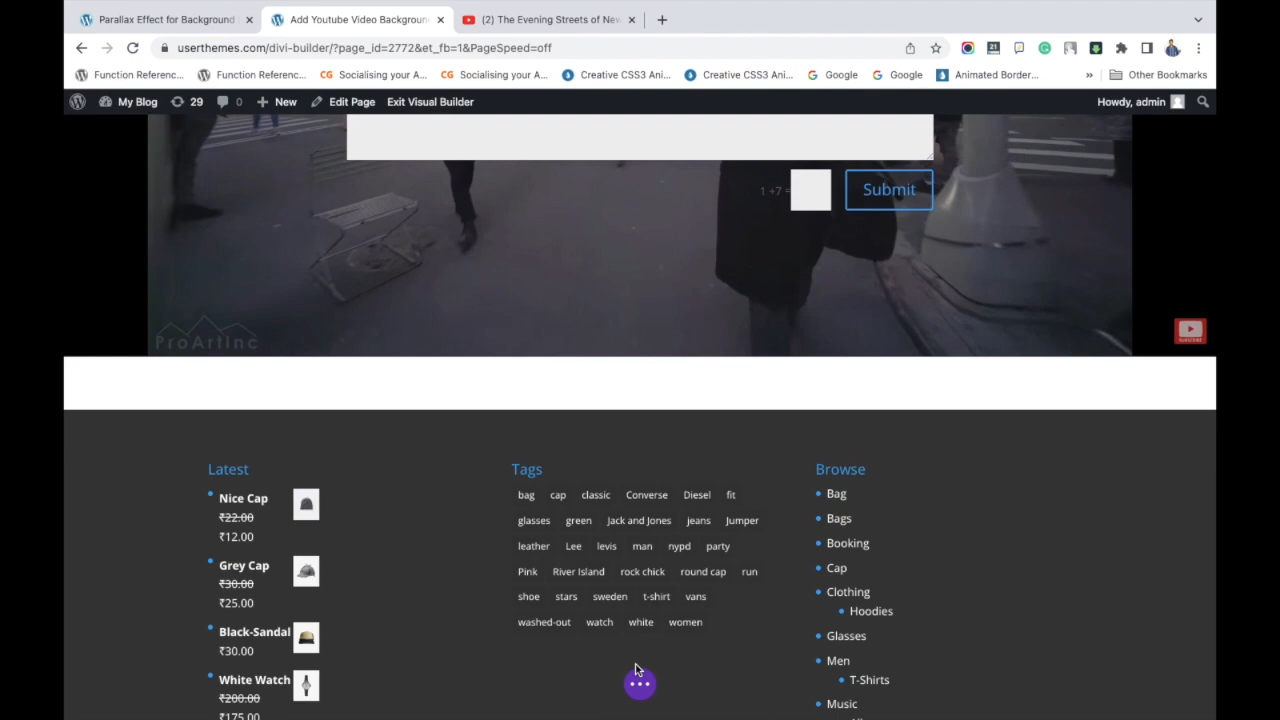 Parallax Effect for Background
Add Youtube Video Backgroun
(2) The Evening Streets of New
userthemes.com/divi-builder/?page_id=2772&et_fb=1&PageSpeed=off
21
Function Referenc...
Function Referenc...
CG Socialising your A...
CG Socialising your A...
Creative CSS3 Ani...
Creative CSS3 Ani...
Google
Google
Animated Border...
» Other Bookmarks
My Blog 29 0 New Edit Page Exit Visual Builder Howdy, admin
1 +7 = Submit
ProArtInc
SUBSCRIBE
Latest
Nice Cap
₹22.00
₹12.00
Grey Cap
₹30.00
₹25.00
Black-Sandal
₹30.00
White Watch
₹200.00
₹175.00
Tags
bag cap classic Converse Diesel fit
glasses green Jack and Jones jeans Jumper
leather Lee levis man nypd party
Pink River Island rock chick round cap run
shoe stars sweden t-shirt vans
washed-out watch white women
Browse
Bag
Bags
Booking
Cap
Clothing
Hoodies
Glasses
Men
T-Shirts
Music